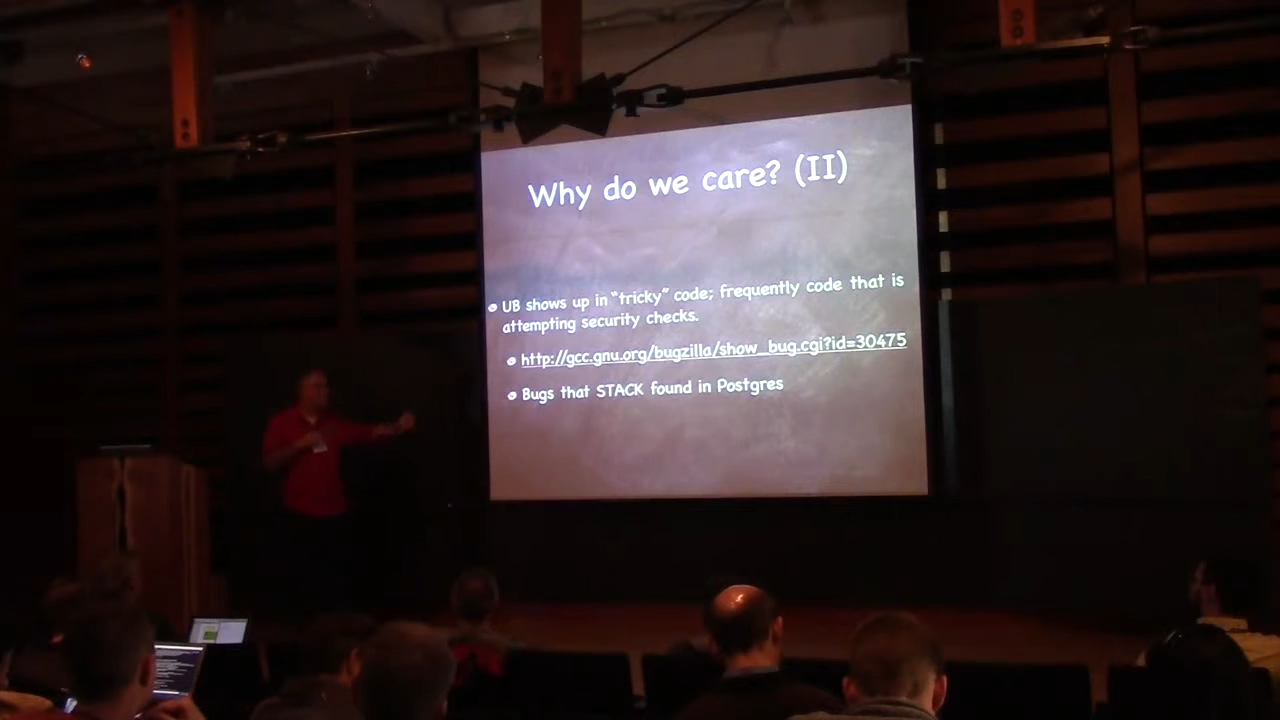 Why do we care? (II)
UB shows up in "tricky" code; frequently code that is
attempting security checks.
http://gcc.gnu.org/bugzilla/show_bug.cgi?id=30475
Bugs that STACK found in Postgres